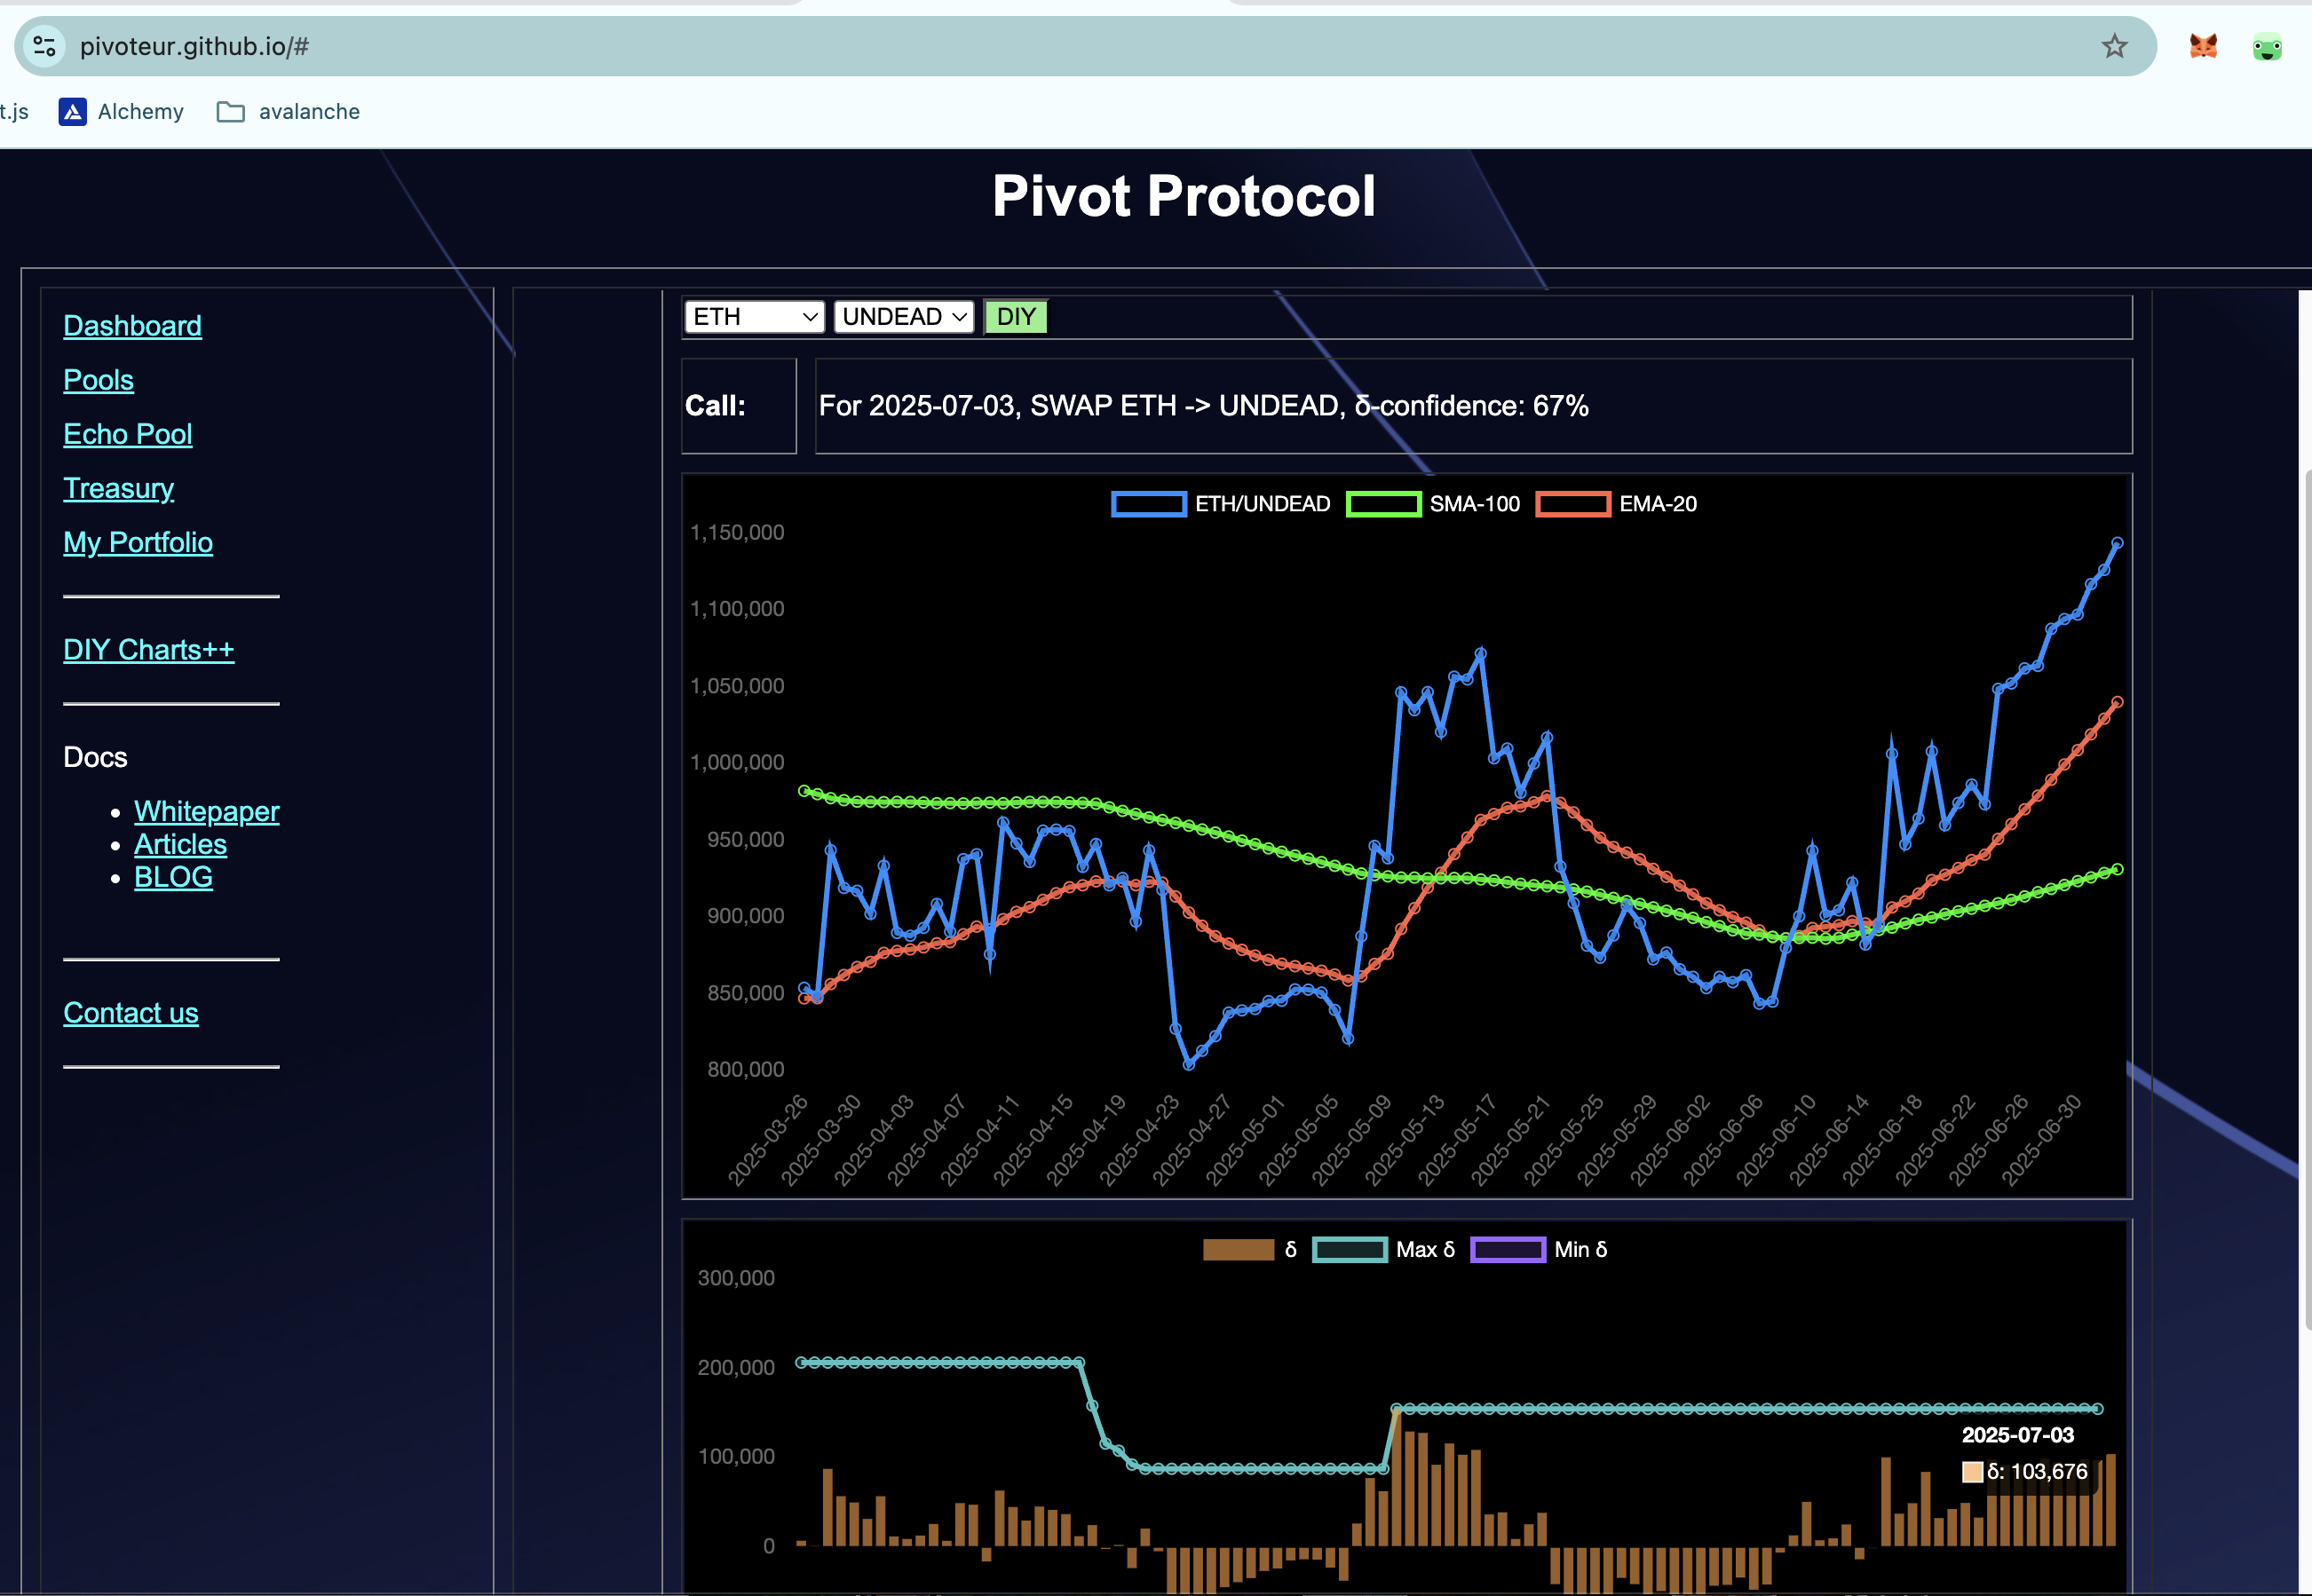 pivoteur.github.io/#
t.js Alchemy avalanche
Pivot Protocol
Dashboard
Pools
Echo Pool
Treasury
My Portfolio
DIY Charts++
Docs
Whitepaper
Articles
BLOG
Contact us
ETH UNDEAD DIY
Call: For 2025-07-03, SWAP ETH -> UNDEAD, δ-confidence: 67%
ETH/UNDEAD SMA-100 EMA-20
1,150,000
1,100,000
1,050,000
1,000,000
950,000
900,000
850,000
800,000
2025-03-26 2025-03-30 2025-04-03 2025-04-07 2025-04-11 2025-04-15 2025-04-19 2025-04-23 2025-04-27 2025-05-01 2025-05-05 2025-05-09 2025-05-13 2025-05-17 2025-05-21 2025-05-25 2025-05-29 2025-06-02 2025-06-06 2025-06-10 2025-06-14 2025-06-18 2025-06-22 2025-06-26 2025-06-30
δ Max δ Min δ
300,000
200,000
100,000
0
2025-07-03
δ: 103,676